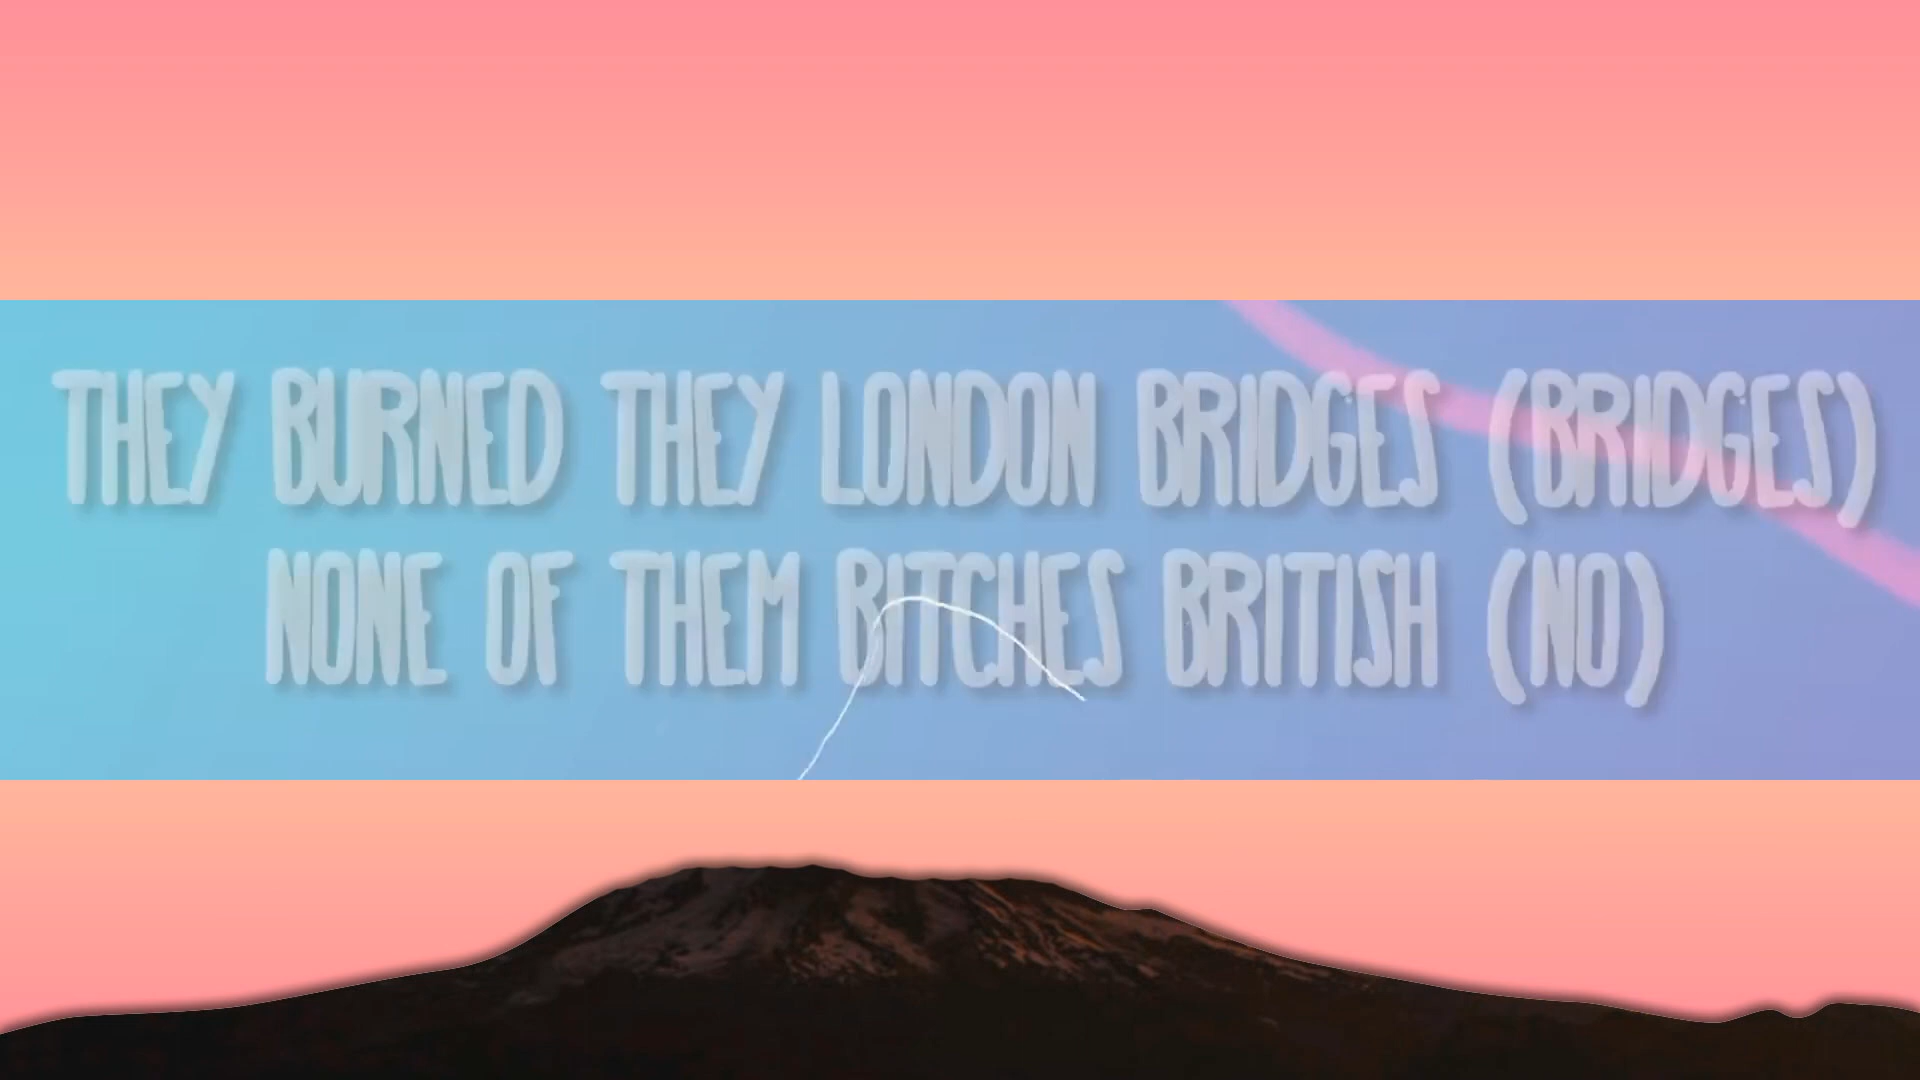 THEY BURNED THEY LONDON BRIDGES (BRIDGES)
NONE OF THEM BITCHES BRITISH (NO)